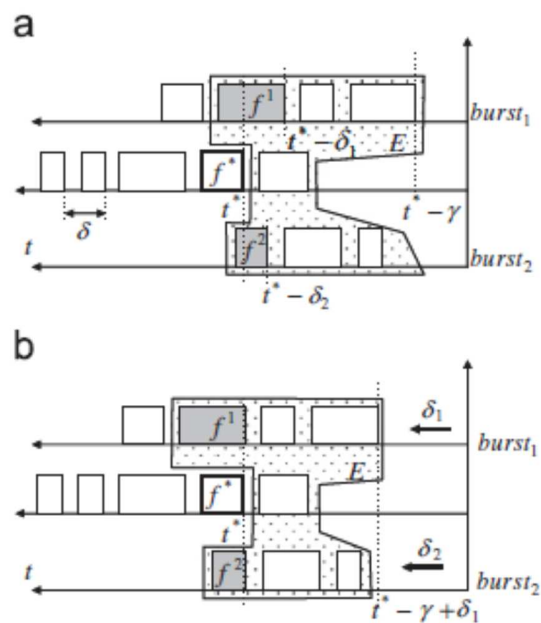 a
f¹
burst₁
t* − δ₁
E
f*
t*
t* − γ
δ
t
f²
burst₂
t* − δ₂
b
f¹
δ₁
burst₁
E
f*
t*
t
f²
δ₂
burst₂
t* − γ + δ₁